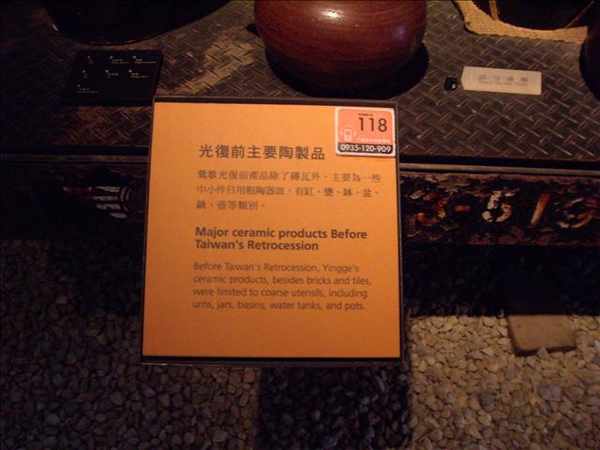 118
0935-120-909
光復前主要陶製品
鶯歌光復前產品除了磚瓦外，主要為一些
中小件日用粗陶器皿，有缸、甕、缽、盆、
鍋、壺等類別。
Major ceramic products Before
Taiwan's Retrocession
Before Taiwan's Retrocession, Yingge's
ceramic products, besides bricks and tiles,
were limited to coarse utensils, including
urns, jars, basins, water tanks, and pots.